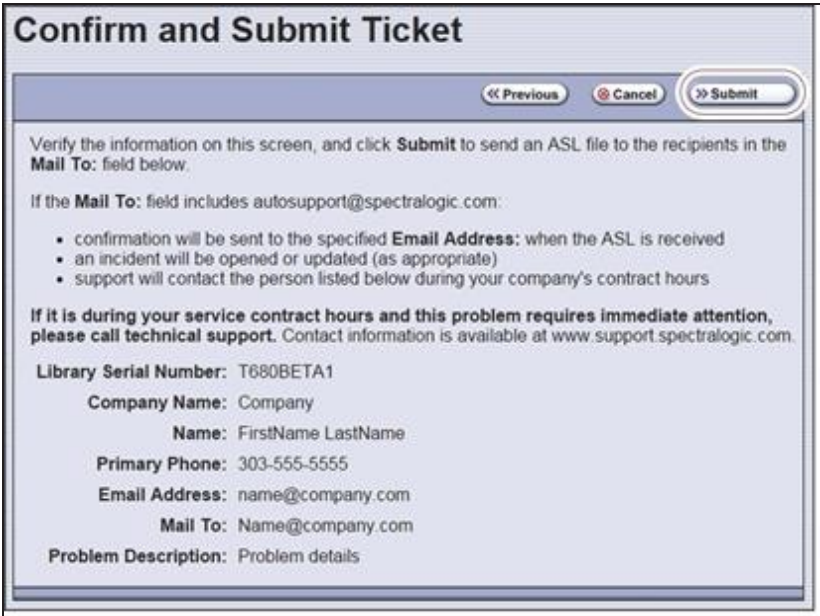 Confirm and Submit Ticket
Previous Cancel Submit
Verify the information on this screen, and click Submit to send an ASL file to the recipients in the
Mail To: field below.
If the Mail To: field includes autosupport@spectralogic.com:
• confirmation will be sent to the specified Email Address: when the ASL is received
• an incident will be opened or updated (as appropriate)
• support will contact the person listed below during your company's contract hours
If it is during your service contract hours and this problem requires immediate attention,
please call technical support. Contact information is available at www.support.spectralogic.com.
Library Serial Number: T680BETA1
Company Name: Company
Name: FirstName LastName
Primary Phone: 303-555-5555
Email Address: name@company.com
Mail To: Name@company.com
Problem Description: Problem details